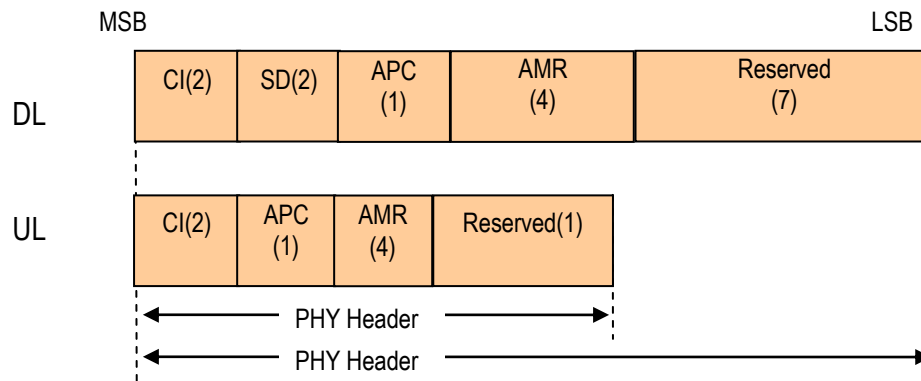 MSB LSB
DL CI(2) SD(2) APC (1) AMR (4) Reserved (7)
UL CI(2) APC (1) AMR (4) Reserved(1)
PHY Header
PHY Header